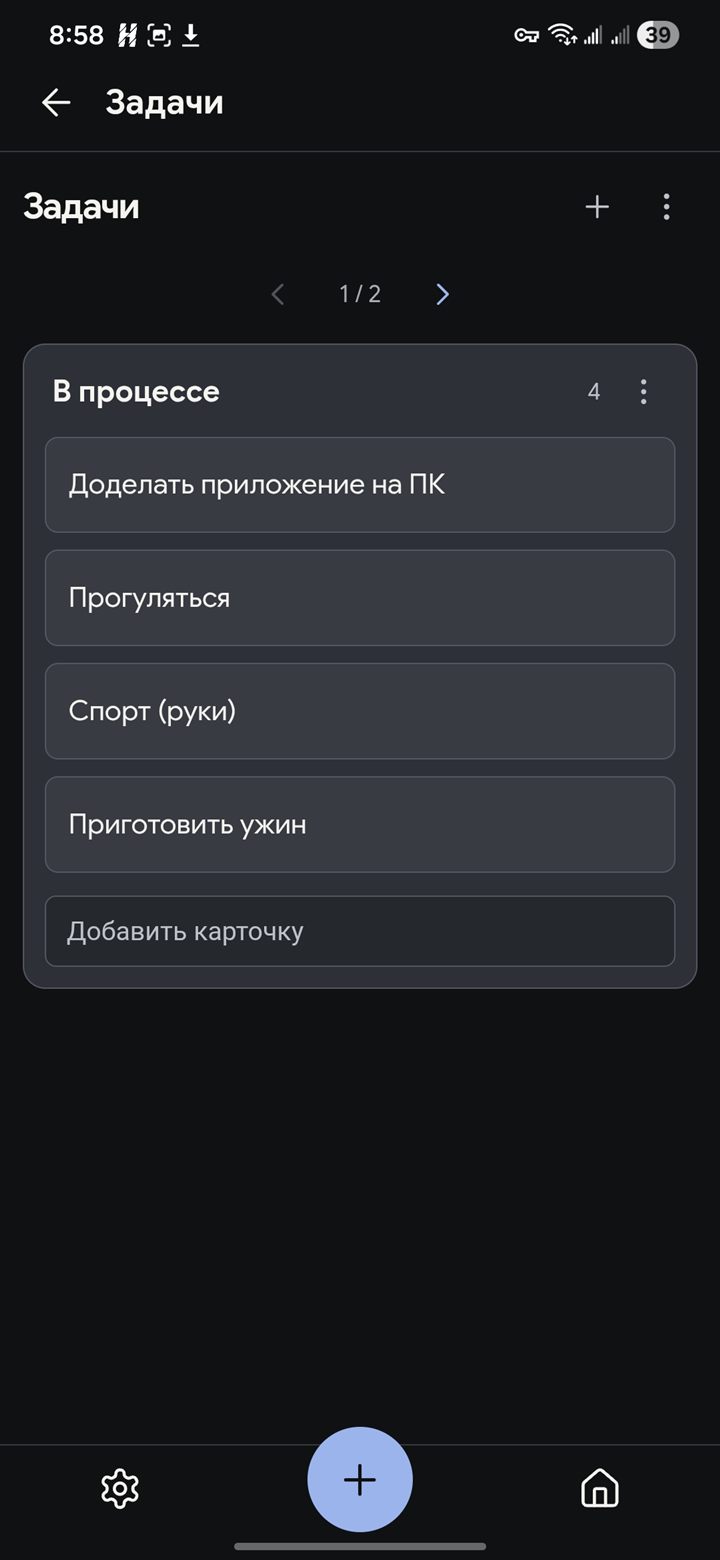 8:58
39
Задачи
Задачи
1 / 2
В процессе
4
Доделать приложение на ПК
Прогуляться
Спорт (руки)
Приготовить ужин
Добавить карточку